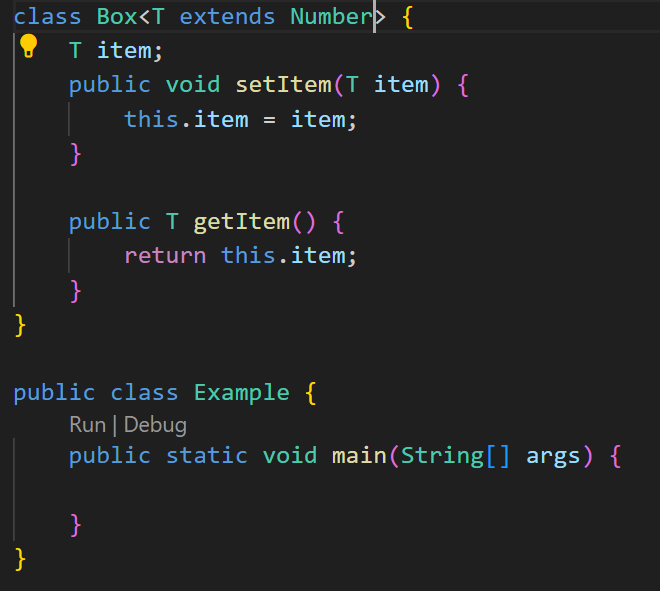 class Box<T extends Number> {
    T item;
    public void setItem(T item) {
        this.item = item;
    }

    public T getItem() {
        return this.item;
    }
}

public class Example {
    Run | Debug
    public static void main(String[] args) {

    }
}